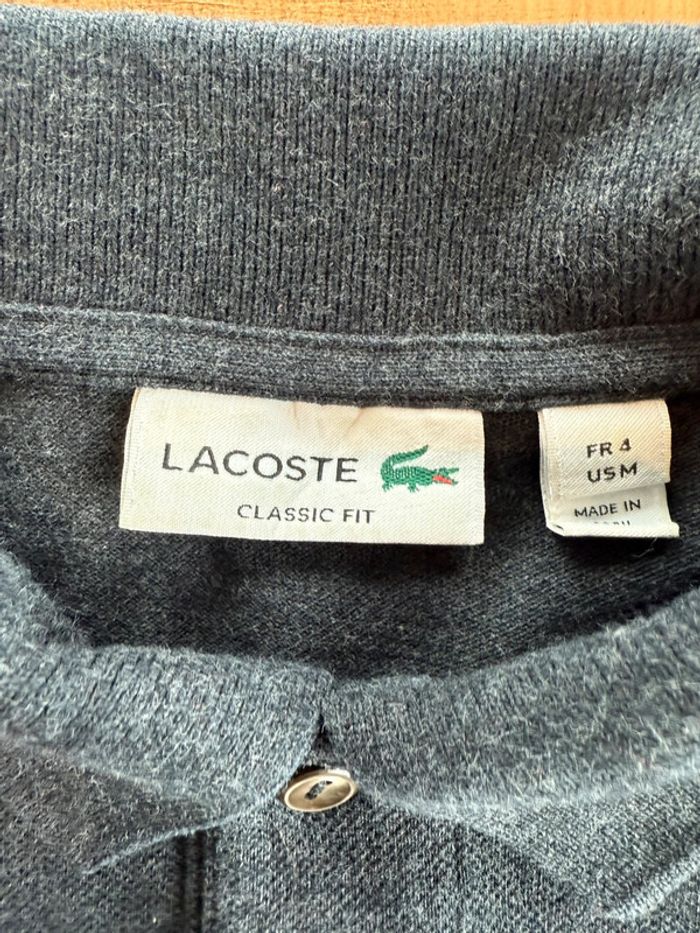 LACOSTE
CLASSIC FIT
FR 4
US M
MADE IN